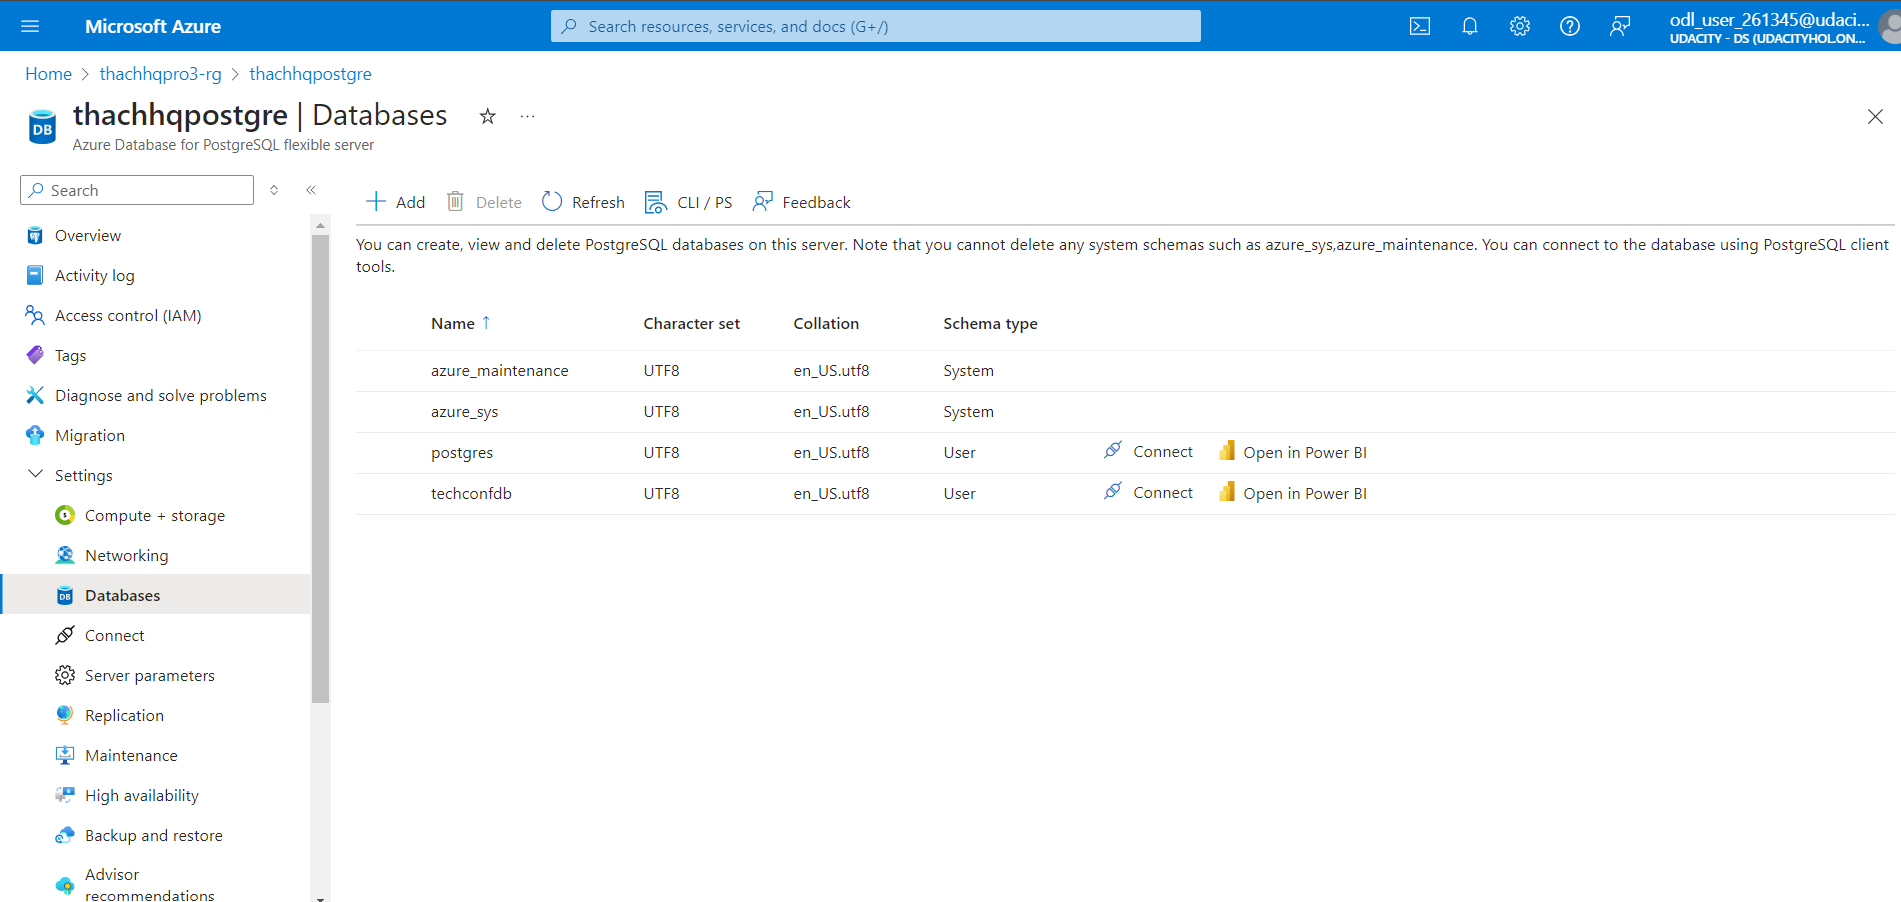 Microsoft Azure
Search resources, services, and docs (G+/)
odl_user_261345@udaci...
UDACITY - DS (UDACITYHOL.ON...
Home > thachhqpro3-rg > thachhqpostgre
thachhqpostgre | Databases
Azure Database for PostgreSQL flexible server
Search
Overview
Activity log
Access control (IAM)
Tags
Diagnose and solve problems
Migration
Settings
Compute + storage
Networking
Databases
Connect
Server parameters
Replication
Maintenance
High availability
Backup and restore
Advisor
recommendations
Add Delete Refresh CLI / PS Feedback
You can create, view and delete PostgreSQL databases on this server. Note that you cannot delete any system schemas such as azure_sys,azure_maintenance. You can connect to the database using PostgreSQL client
tools.
Name ↑ Character set Collation Schema type
azure_maintenance UTF8 en_US.utf8 System
azure_sys UTF8 en_US.utf8 System
postgres UTF8 en_US.utf8 User Connect Open in Power BI
techconfdb UTF8 en_US.utf8 User Connect Open in Power BI